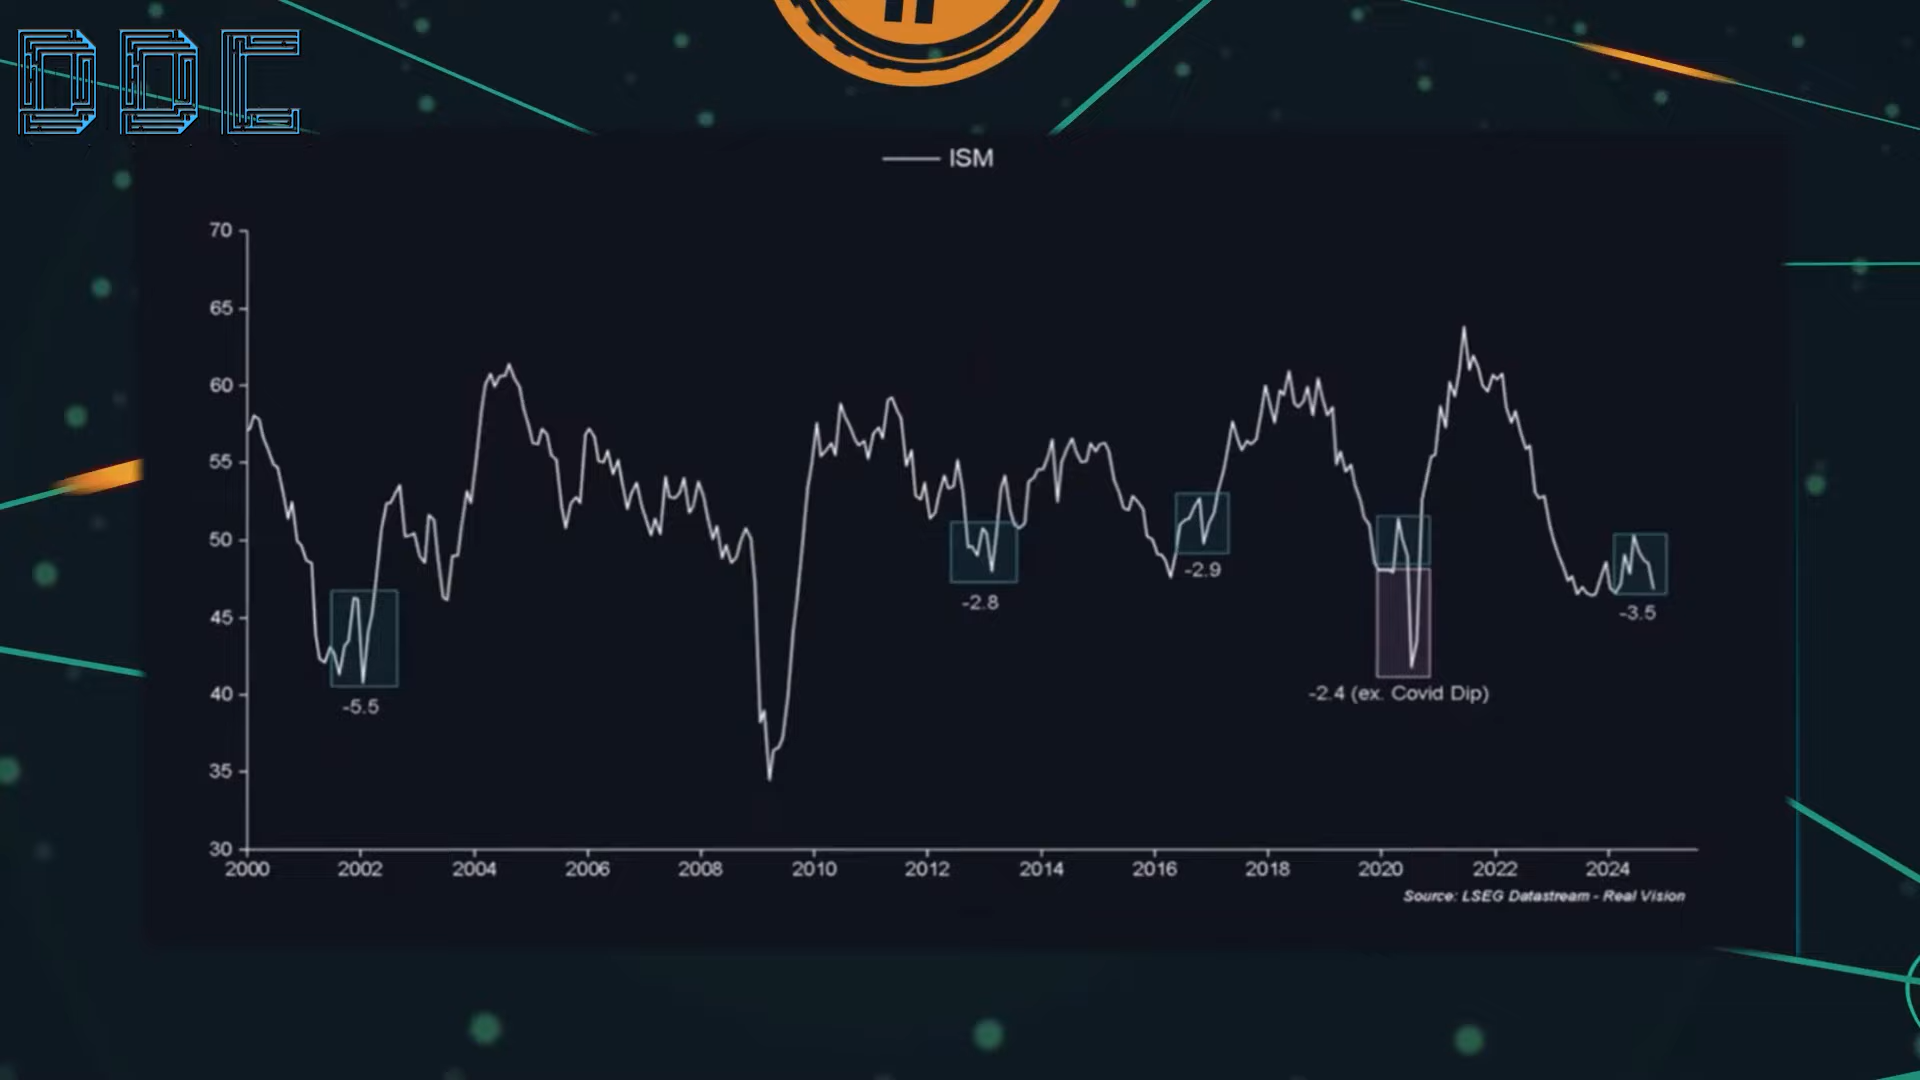 DDC
ISM
70
65
60
55
50
45
40
35
30
-5.5
-2.8
-2.9
-2.4 (ex. Covid Dip)
-3.5
2000 2002 2004 2006 2008 2010 2012 2014 2016 2018 2020 2022 2024
Source: LSEG Datastream - Real Vision